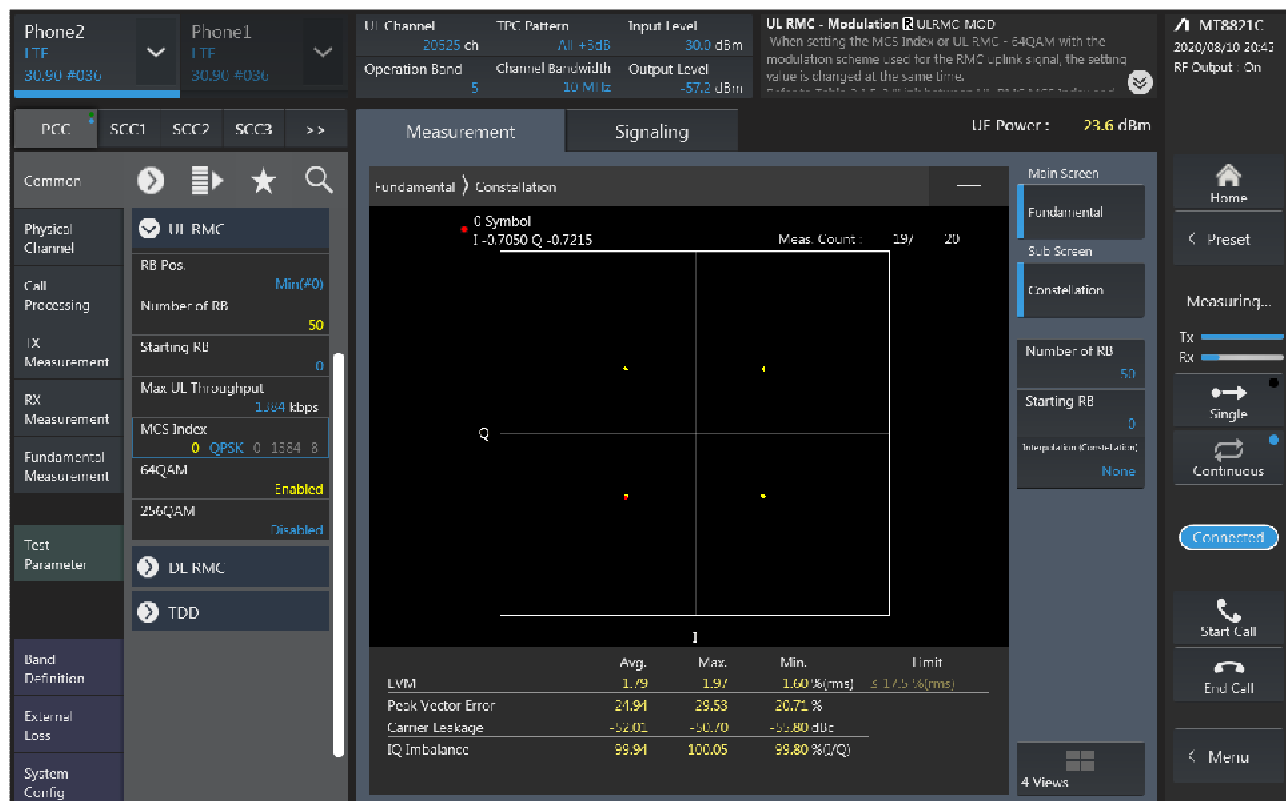 Phone2
LTE
30.90 #036
Phone1
LTE
30.90 #036
UL Channel
20525 ch
Operation Band
5
TPC Pattern
All +3dB
Channel Bandwidth
10 MHz
Input Level
30.0 dBm
Output Level
-57.2 dBm
UL RMC - Modulation R ULRMC_MOD
When setting the MCS Index or UL RMC - 64QAM with the
modulation scheme used for the RMC uplink signal, the setting
value is changed at the same time.
MT8821C
2020/08/10 20:45
RF Output : On
PCC
SCC1
SCC2
SCC3
>>
Measurement
Signaling
UE Power : 23.6 dBm
Common
Physical
Channel
Call
Processing
TX
Measurement
RX
Measurement
Fundamental
Measurement
Test
Parameter
Band
Definition
External
Loss
System
Config
UL RMC
RB Pos.
Min(#0)
Number of RB
50
Starting RB
0
Max UL Throughput
1384 kbps
MCS Index
0 QPSK 0 1384 8
64QAM
Enabled
256QAM
Disabled
DL RMC
TDD
Fundamental
Constellation
0 Symbol
I -0.7050 Q -0.7215
Meas. Count : 19/ 20
Q
I
Avg. Max. Min. Limit
EVM 1.79 1.97 1.60 %(rms) ≤ 17.5 %(rms)
Peak Vector Error 24.94 29.53 20.71 %
Carrier Leakage -52.01 -50.70 -55.80 dBc
IQ Imbalance 99.94 100.05 99.80 %(I/Q)
Main Screen
Fundamental
Sub Screen
Constellation
Number of RB
50
Starting RB
0
Interpolation (Constellation)
None
4 Views
Home
< Preset
Measuring...
Tx
Rx
Single
Continuous
Connected
Start Call
End Call
< Menu